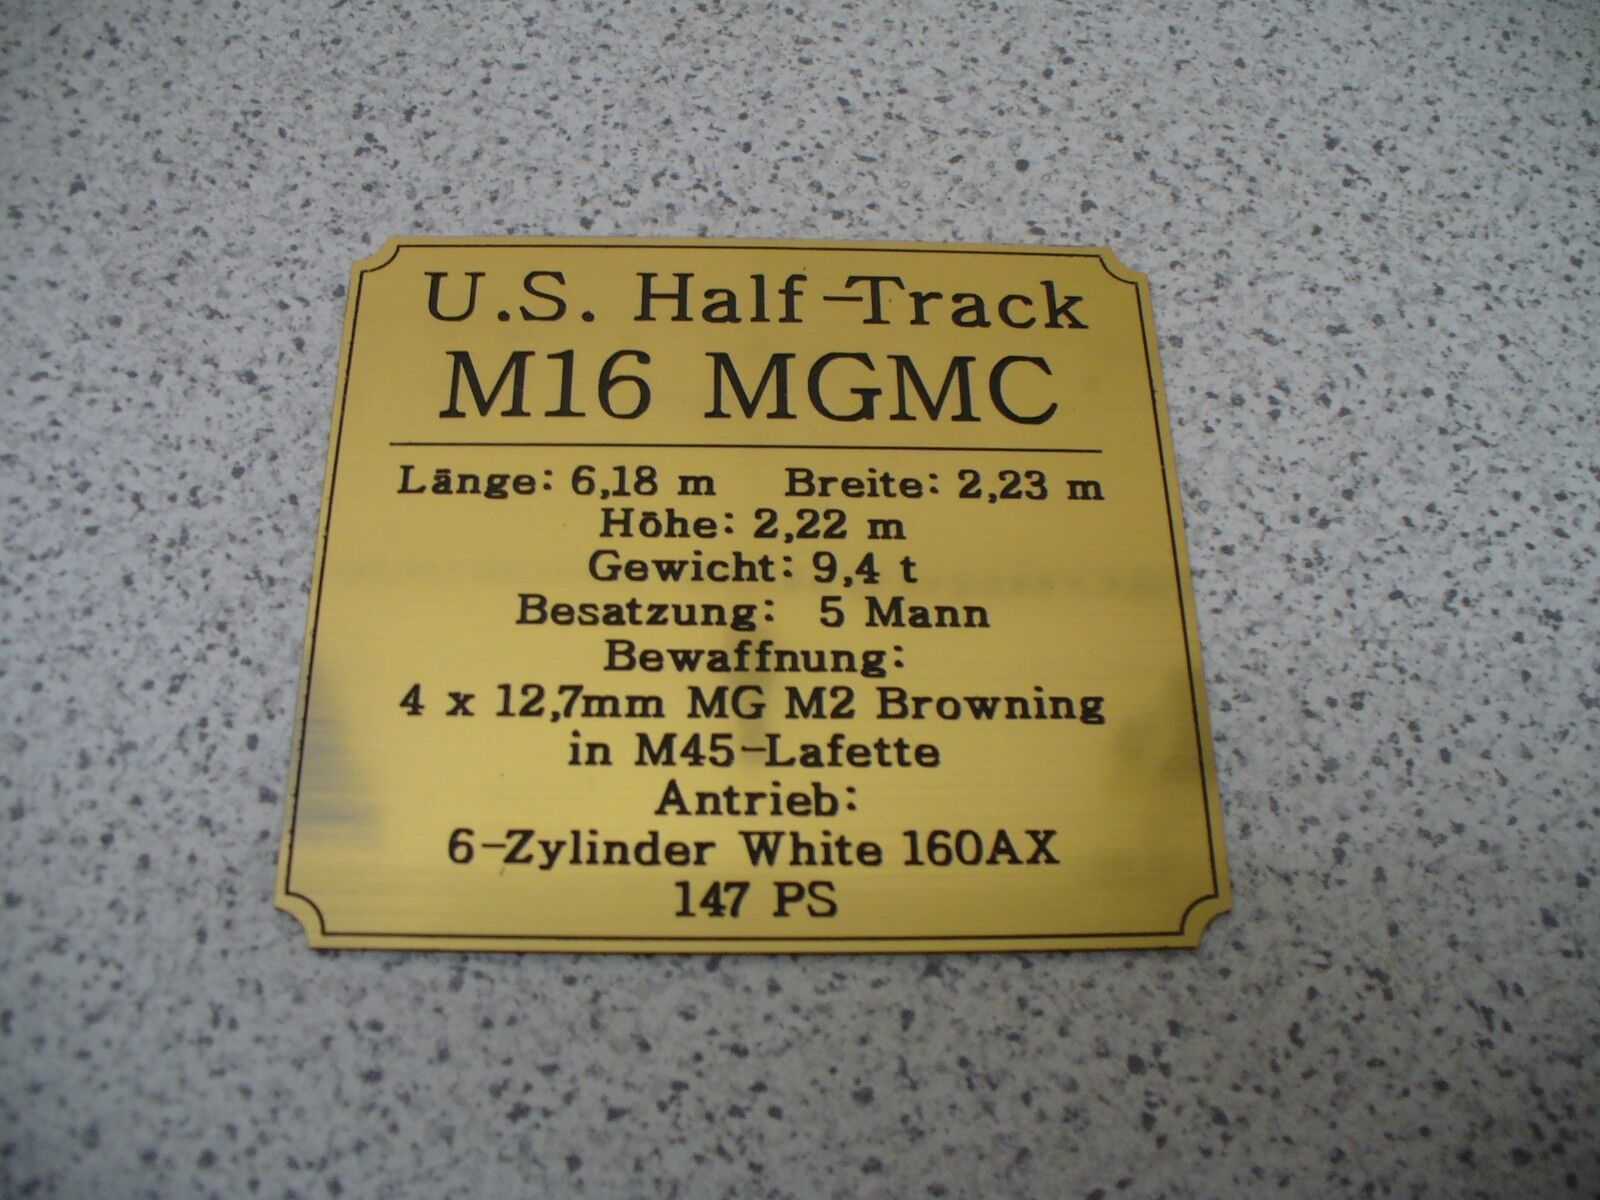 U.S. Half-Track
M16 MGMC
Länge: 6,18 m Breite: 2,23 m
Höhe: 2,22 m
Gewicht: 9,4 t
Besatzung: 5 Mann
Bewaffnung:
4 x 12,7mm MG M2 Browning
in M45-Lafette
Antrieb:
6-Zylinder White 160AX
147 PS